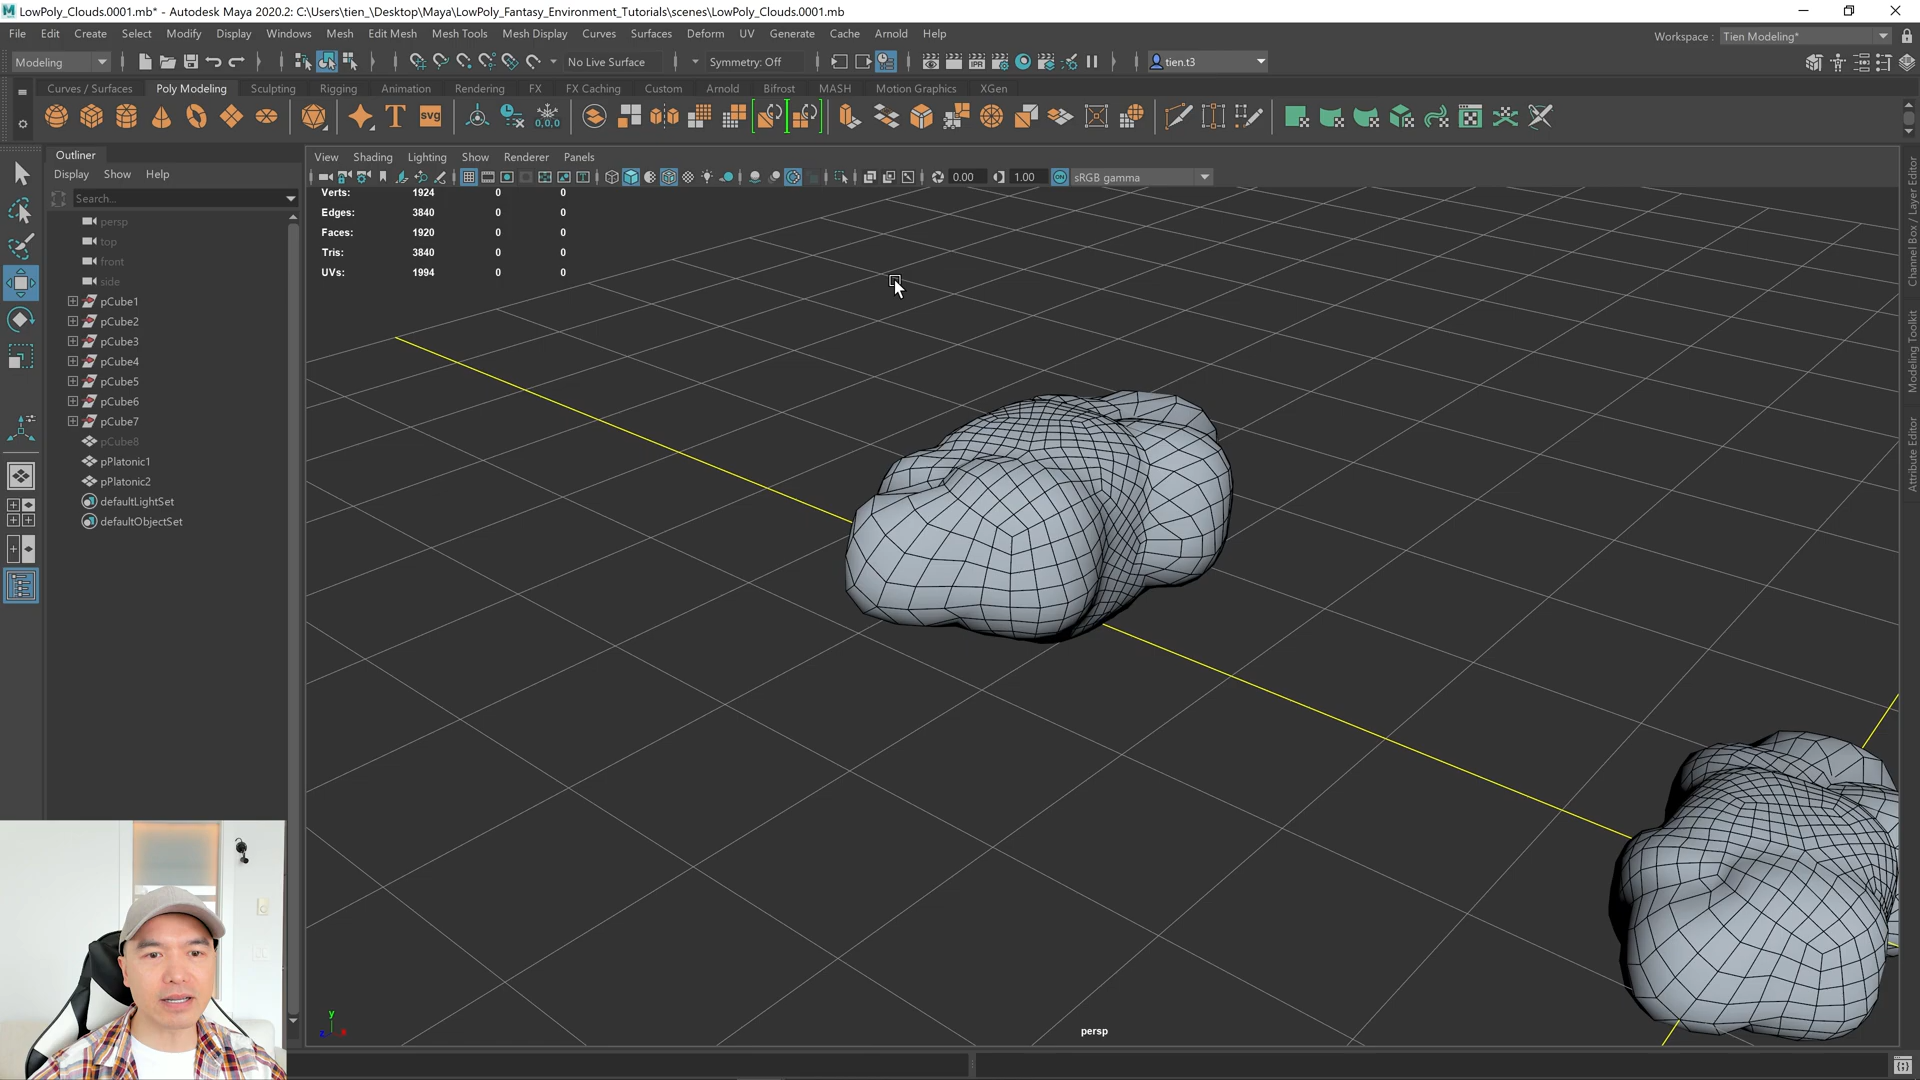 LowPoly_Clouds.0001.mb* - Autodesk Maya 2020.2: C:\Users\tien_\Desktop\Maya\LowPoly_Fantasy_Environment_Tutorials\scenes\LowPoly_Clouds.0001.mb
File Edit Create Select Modify Display Windows Mesh Edit Mesh Mesh Tools Mesh Display Curves Surfaces Deform UV Generate Cache Arnold Help
Workspace : Tien Modeling*
Modeling No Live Surface Symmetry: Off tien.t3
Curves / Surfaces Poly Modeling Sculpting Rigging Animation Rendering FX FX Caching Custom Arnold Bifrost MASH Motion Graphics XGen
T svg 0,0,0
Outliner
Display Show Help
Search...
persp
top
front
side
pCube1
pCube2
pCube3
pCube4
pCube5
pCube6
pCube7
pCube8
pPlatonic1
pPlatonic2
defaultLightSet
defaultObjectSet
View Shading Lighting Show Renderer Panels
0.00 1.00 ON sRGB gamma
Verts: 1924 0 0
Edges: 3840 0 0
Faces: 1920 0 0
Tris: 3840 0 0
UVs: 1994 0 0
Channel Box / Layer Editor
Modeling Toolkit
Attribute Editor
y
z x
persp